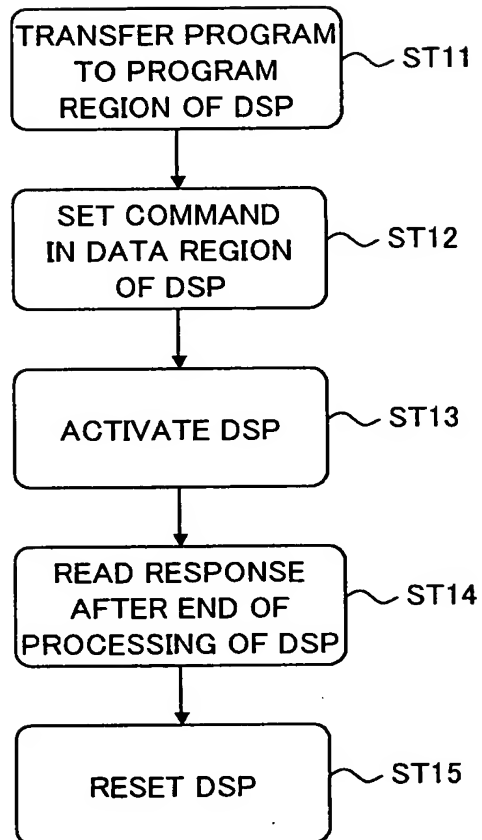 TRANSFER PROGRAM
TO PROGRAM
REGION OF DSP
ST11
SET COMMAND
IN DATA REGION
OF DSP
ST12
ACTIVATE DSP
ST13
READ RESPONSE
AFTER END OF
PROCESSING OF DSP
ST14
RESET DSP
ST15